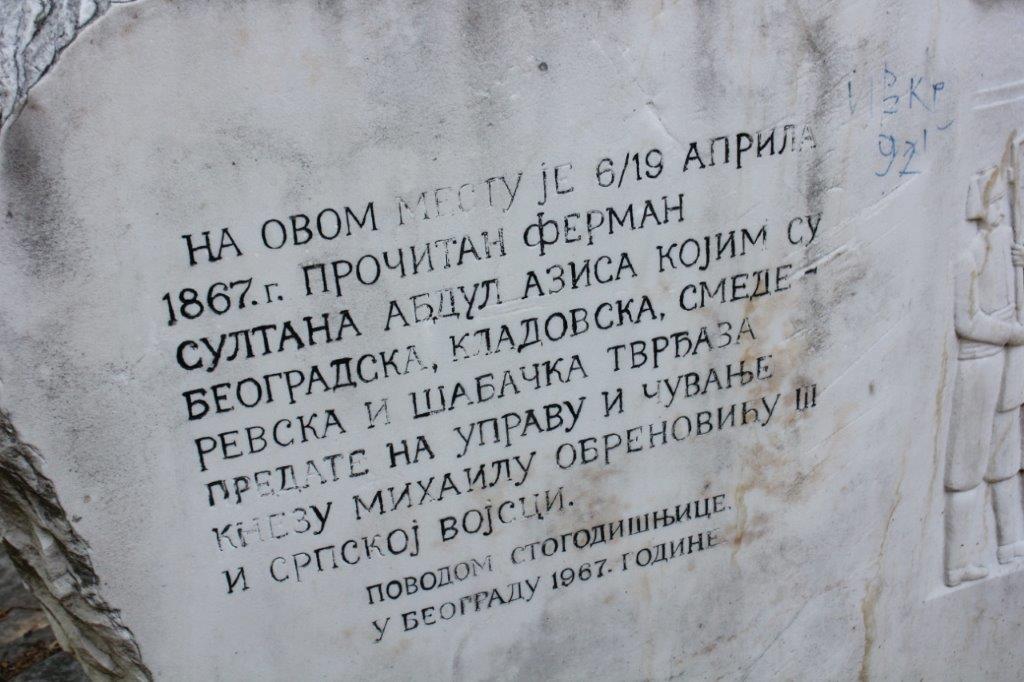 НА ОВОМ МЕСТУ ЈЕ 6/19 АПРИЛА
1867.г. ПРОЧИТАН ФЕРМАН
СУЛТАНА АБДУЛ АЗИСА КОЈИМ СУ
БЕОГРАДСКА, КЛАДОВСКА, СМЕДЕ-
РЕВСКА И ШАБАЧКА ТВРЂАЗА
ПРЕДАТЕ НА УПРАВУ И ЧУВАЊЕ
КНЕЗУ МИХАИЛУ ОБРЕНОВИЋУ III
И СРПСКОЈ ВОЈСЦИ.
ПОВОДОМ СТОГОДИШЊИЦЕ.
У БЕОГРАДУ 1967. ГОДИНЕ